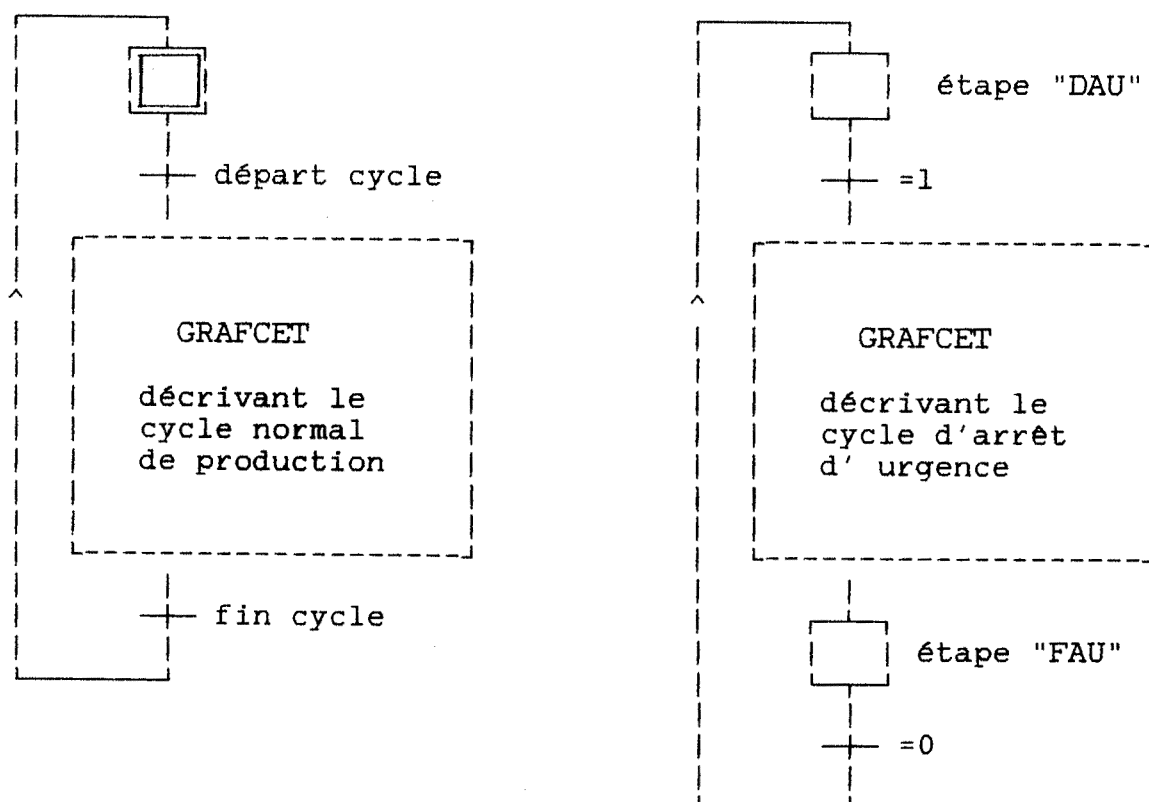 départ cycle
GRAFCET
décrivant le
cycle normal
de production
fin cycle
étape "DAU"
=1
GRAFCET
décrivant le
cycle d'arrêt
d' urgence
étape "FAU"
=0